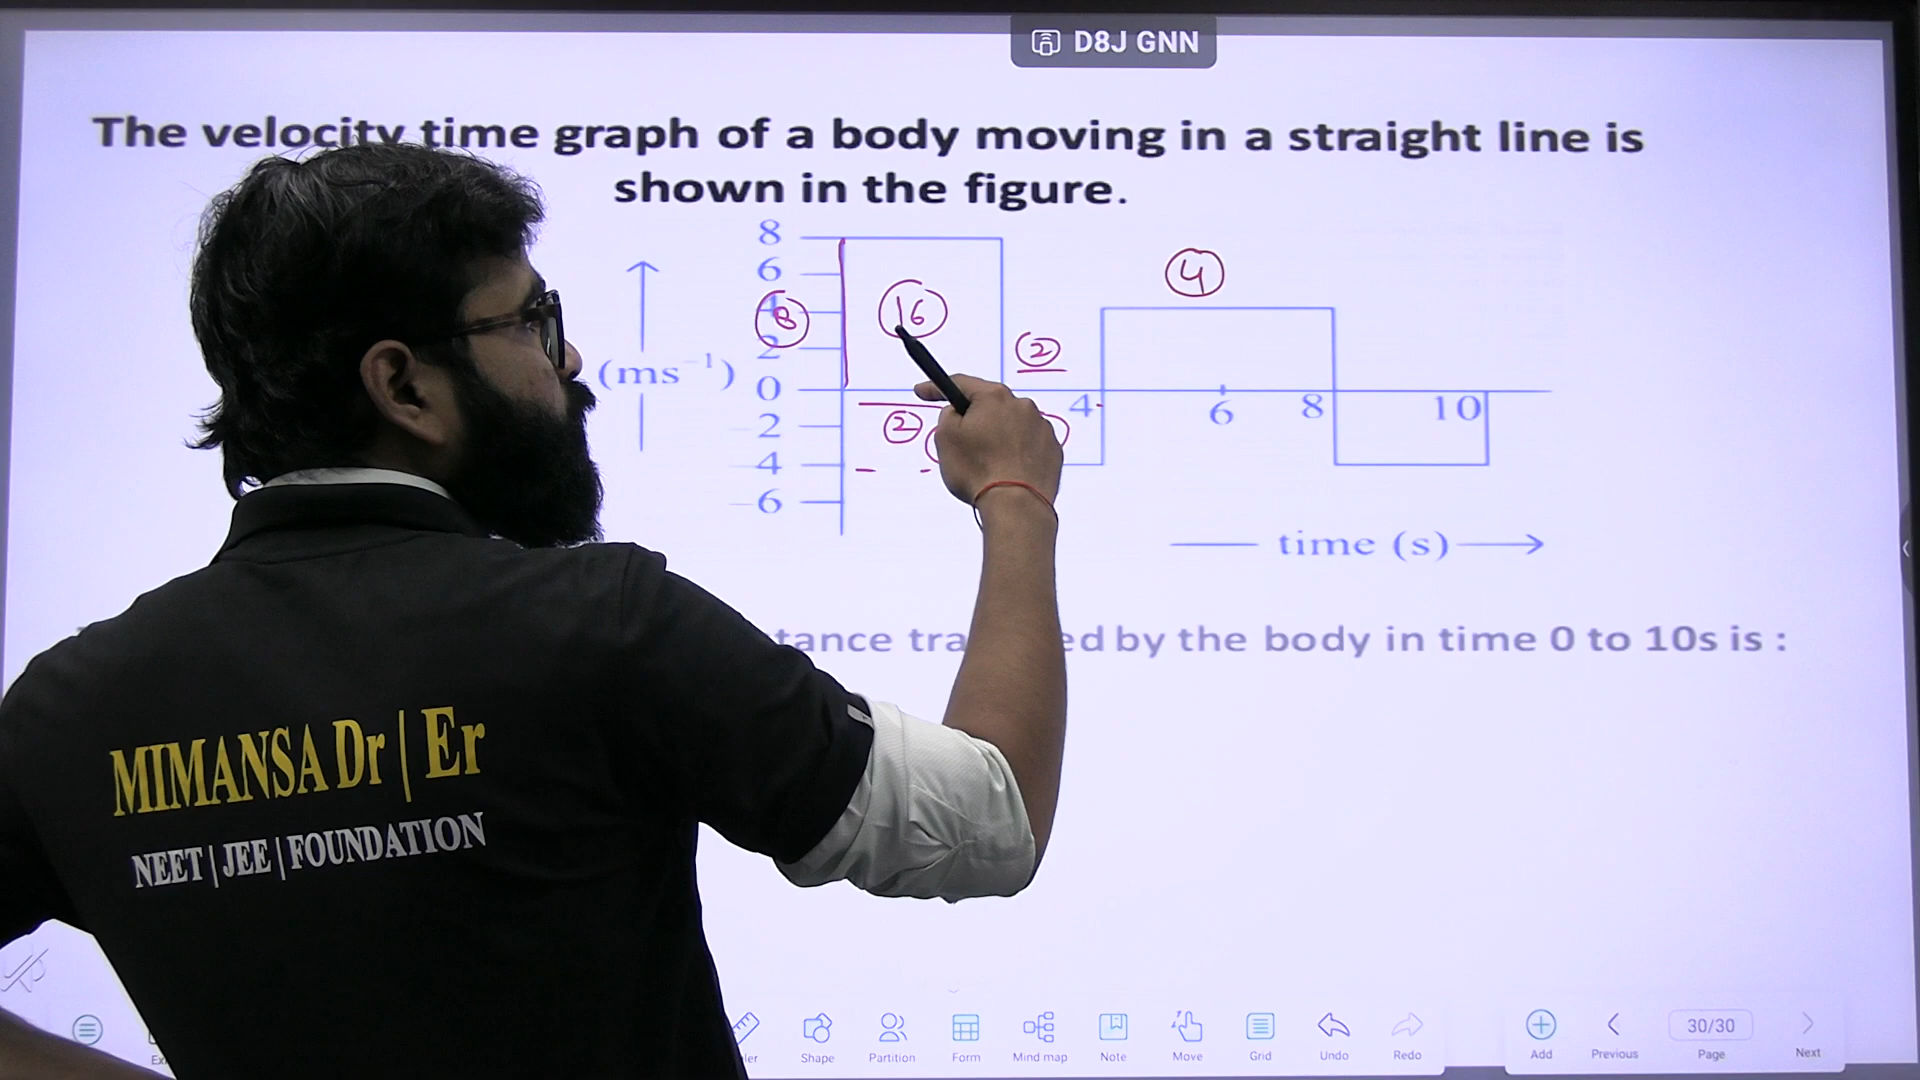 D8J GNN
The velocity time graph of a body moving in a straight line is
shown in the figure.
8
6
4
2
0
-2
-4
-6
(ms⁻¹)
8
16
2
2
4
4
6
8
10
time (s)
by the body in time 0 to 10s is :
MIMANSA Dr | Er
NEET | JEE | FOUNDATION
Shape
Partition
Form
Mind map
Note
Move
Grid
Undo
Redo
Add
Previous
30/30
Page
Next